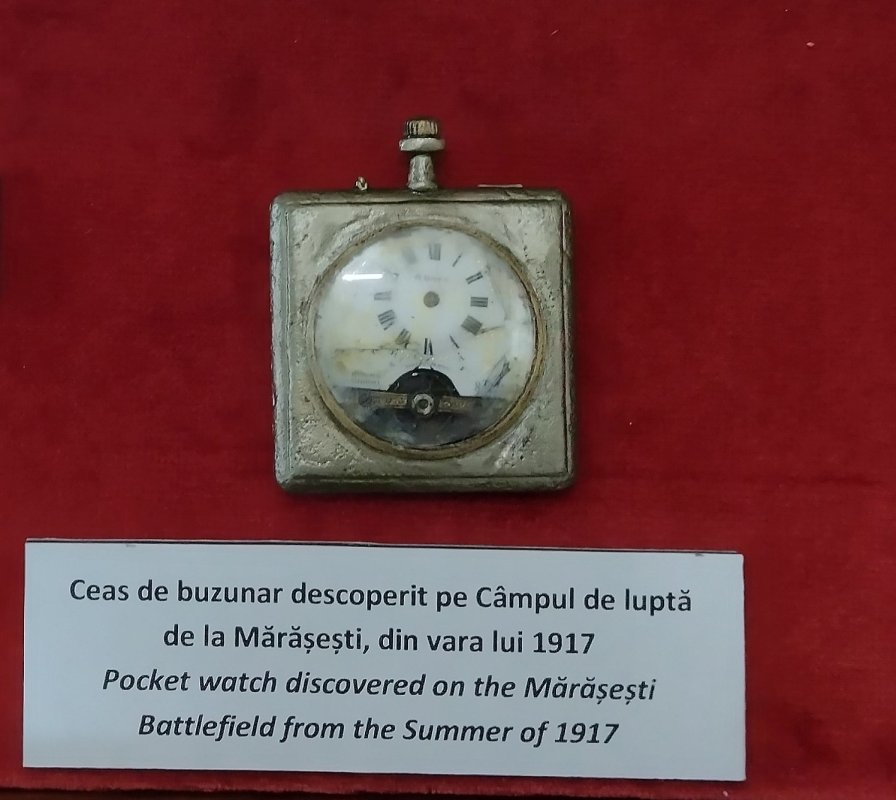 Ceas de buzunar descoperit pe Câmpul de luptă
de la Mărășești, din vara lui 1917
Pocket watch discovered on the Mărășești
Battlefield from the Summer of 1917